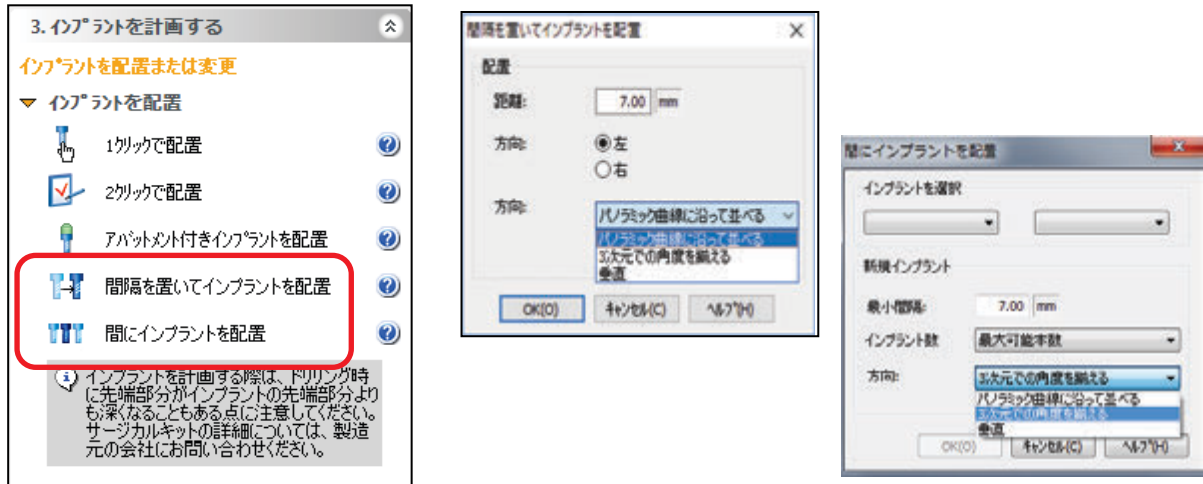 3. インプラントを計画する
インプラントを配置または変更
インプラントを配置
1クリックで配置
2クリックで配置
アバットメント付きインプラントを配置
間隔を置いてインプラントを配置
間にインプラントを配置
インプラントを計画する際は、ドリリング時
に先端部分がインプラントの先端部分より
も深くなることもある点に注意してください。
サージカルキットの詳細については、製造
元の会社にお問い合わせください。
間隔を置いてインプラントを配置
配置
距離:
7.00 mm
方向:
左
右
方向:
パノラミック曲線に沿って並べる
パノラミック曲線に沿って並べる
3次元での角度を揃える
垂直
OK(O)
キャンセル(C)
ヘルプ(H)
間にインプラントを配置
インプラントを選択
新規インプラント
最小間隔:
7.00 mm
インプラント数
最大可能本数
方向:
3次元での角度を揃える
パノラミック曲線に沿って並べる
3次元での角度を揃える
垂直
OK(O)
キャンセル(C)
ヘルプ(H)